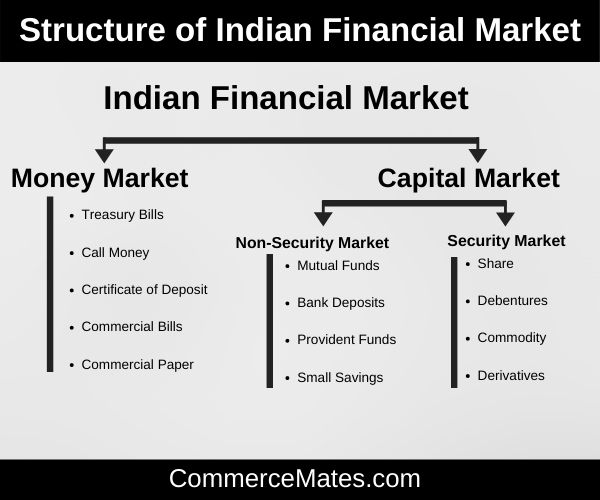 Structure of Indian Financial Market
Indian Financial Market
Money Market
Treasury Bills
Call Money
Certificate of Deposit
Commercial Bills
Commercial Paper
Capital Market
Non-Security Market
Mutual Funds
Bank Deposits
Provident Funds
Small Savings
Security Market
Share
Debentures
Commodity
Derivatives
CommerceMates.com